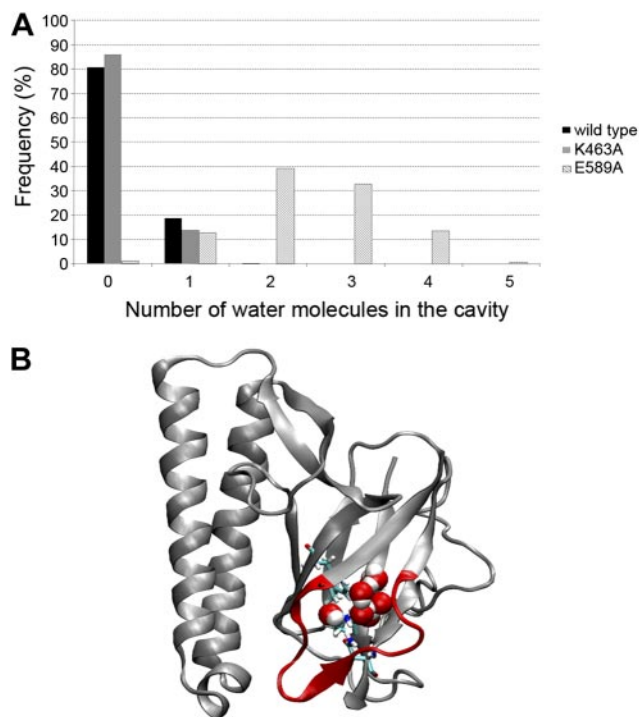 A
Frequency (%)
100
90
80
70
60
50
40
30
20
10
0
0 1 2 3 4 5
Number of water molecules in the cavity
wild type
K463A
E589A
B